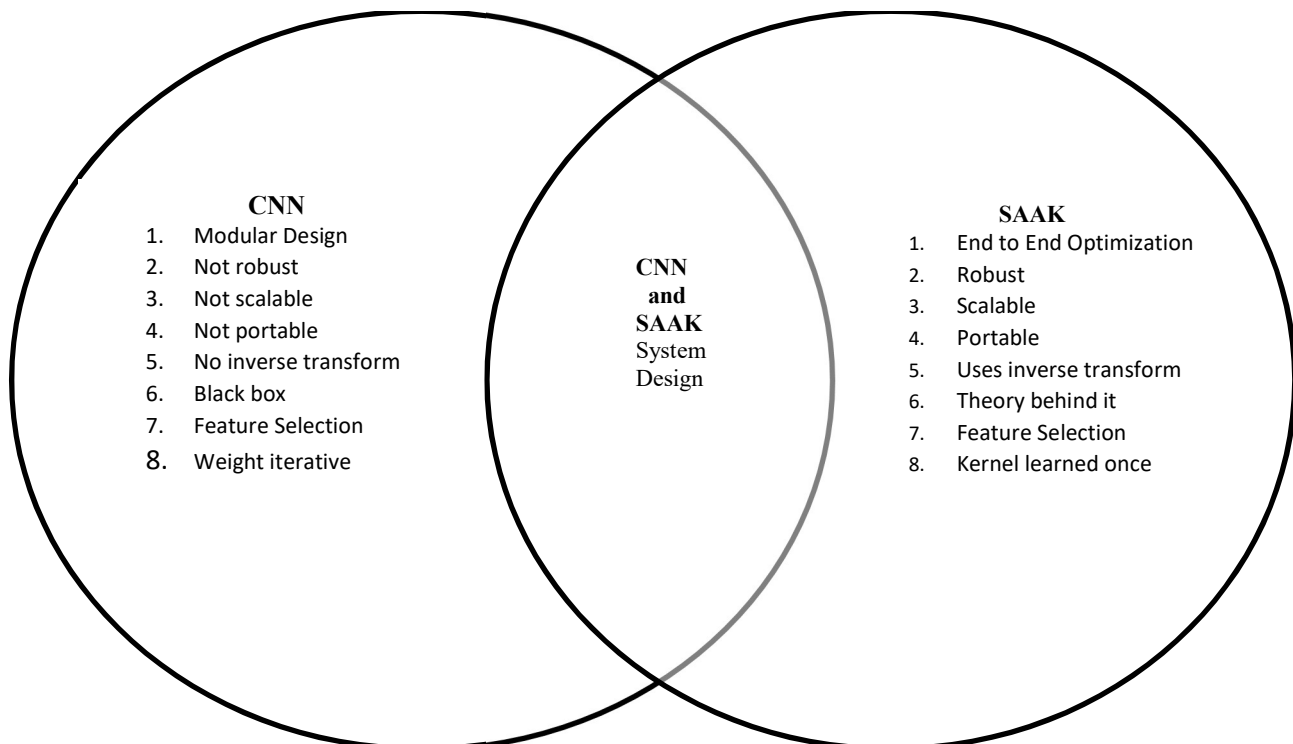 CNN
1. Modular Design
2. Not robust
3. Not scalable
4. Not portable
5. No inverse transform
6. Black box
7. Feature Selection
8. Weight iterative
CNN
and
SAAK
System
Design
SAAK
1. End to End Optimization
2. Robust
3. Scalable
4. Portable
5. Uses inverse transform
6. Theory behind it
7. Feature Selection
8. Kernel learned once